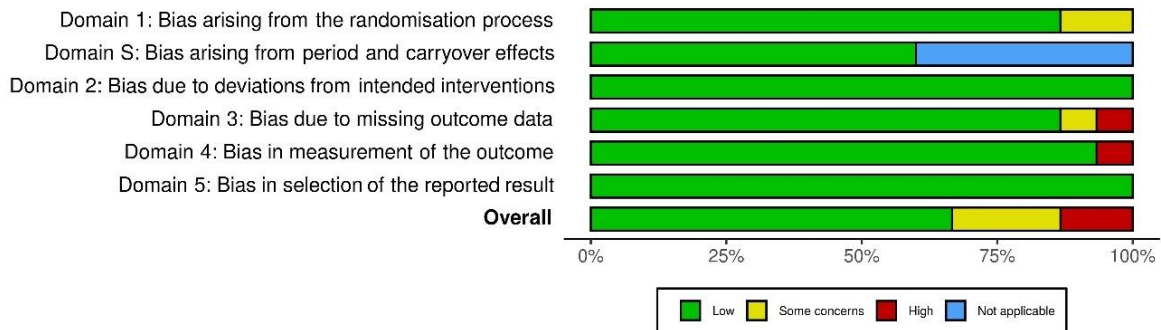 Domain 1: Bias arising from the randomisation process
Domain S: Bias arising from period and carryover effects
Domain 2: Bias due to deviations from intended interventions
Domain 3: Bias due to missing outcome data
Domain 4: Bias in measurement of the outcome
Domain 5: Bias in selection of the reported result
Overall
0% 25% 50% 75% 100%
Low Some concerns High Not applicable